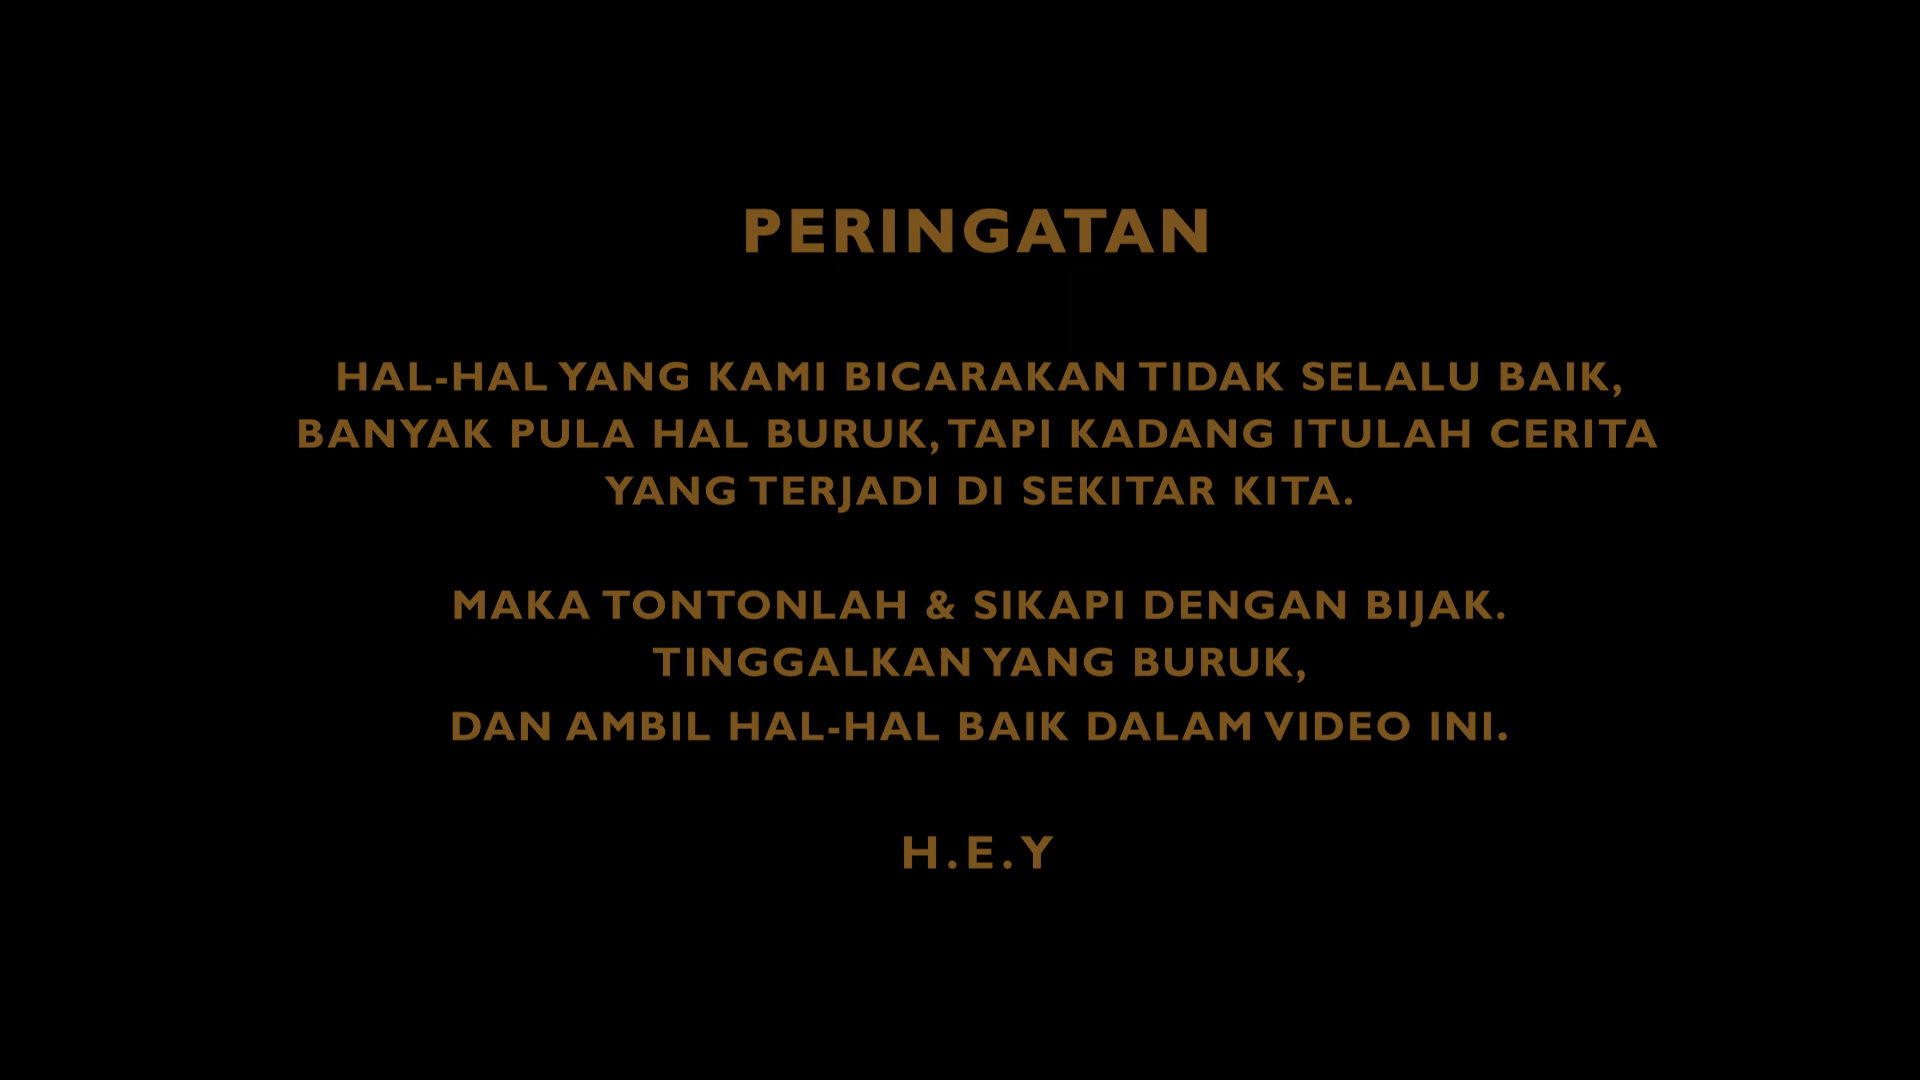 PERINGATAN
HAL-HAL YANG KAMI BICARAKAN TIDAK SELALU BAIK,
BANYAK PULA HAL BURUK, TAPI KADANG ITULAH CERITA
YANG TERJADI DI SEKITAR KITA.
MAKA TONTONLAH & SIKAPI DENGAN BIJAK.
TINGGALKAN YANG BURUK,
DAN AMBIL HAL-HAL BAIK DALAM VIDEO INI.
H.E.Y